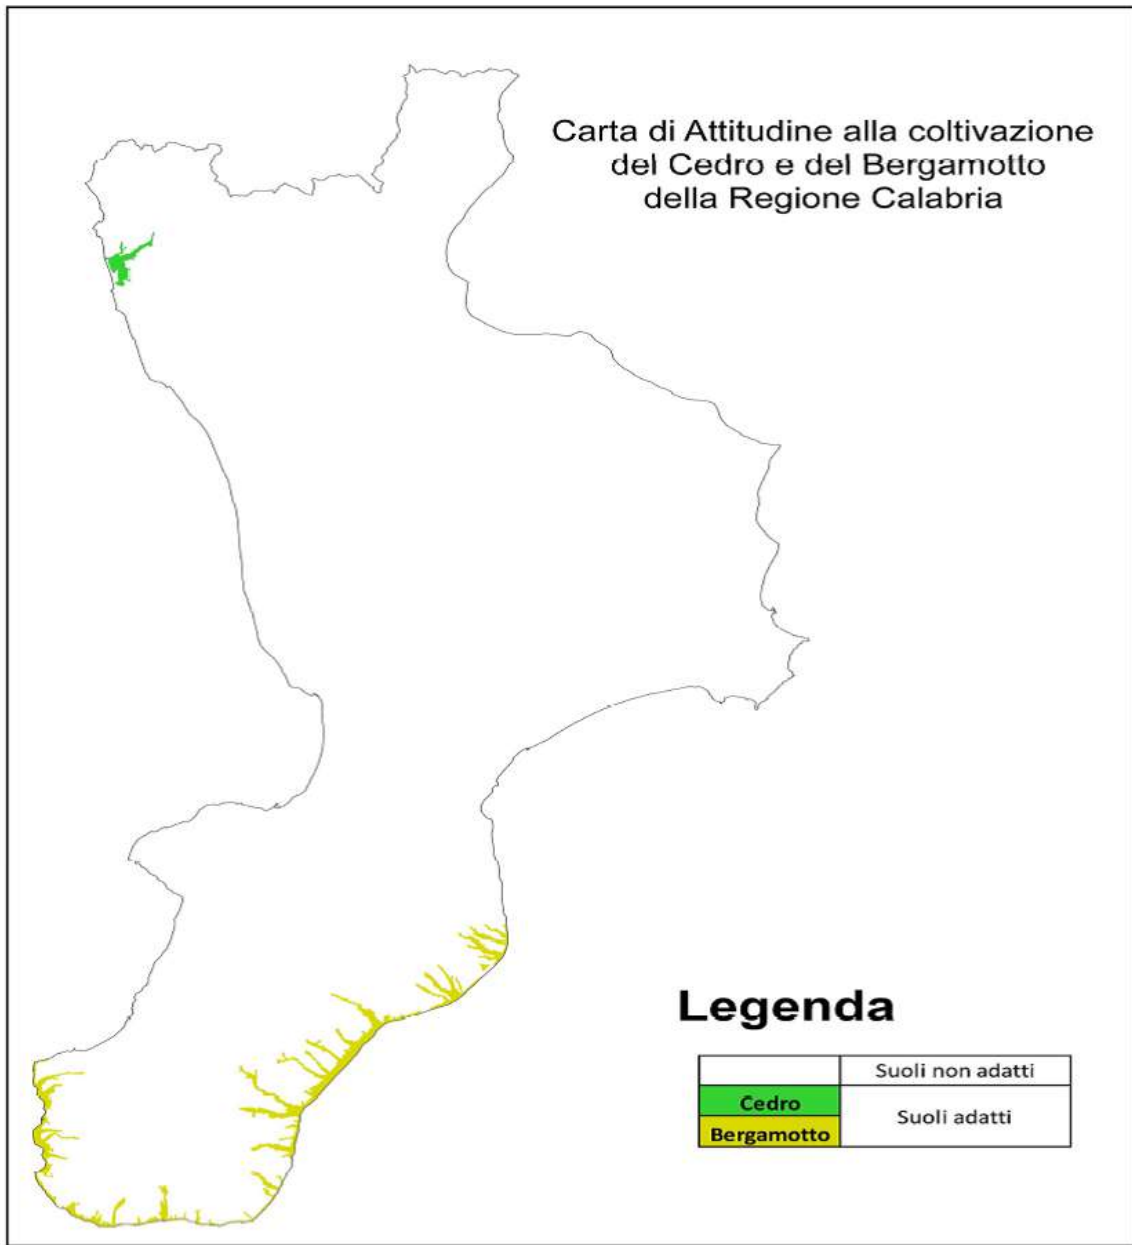 Carta di Attitudine alla coltivazione
del Cedro e del Bergamotto
della Regione Calabria
Legenda
Suoli non adatti
Cedro
Suoli adatti
Bergamotto